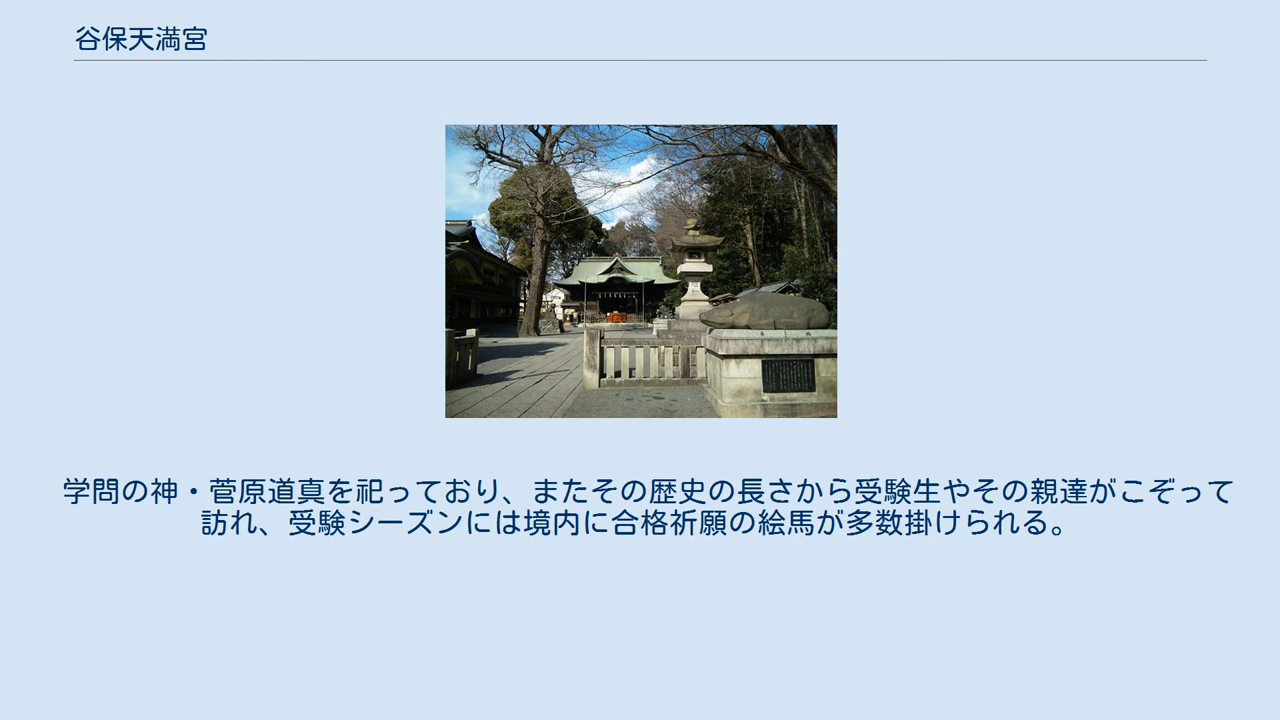 谷保天満宮
学問の神・菅原道真を祀っており、またその歴史の長さから受験生やその親達がこぞって
訪れ、受験シーズンには境内に合格祈願の絵馬が多数掛けられる。